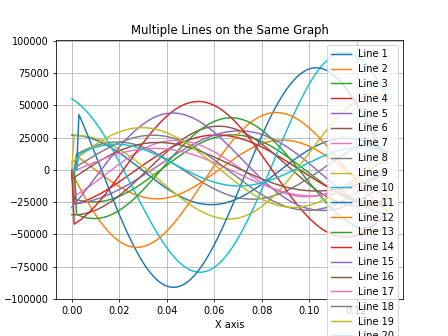 Multiple Lines on the Same Graph
100000
75000
50000
25000
0
−25000
−50000
−75000
−100000
0.00 0.02 0.04 0.06 0.08 0.10
X axis
Line 1
Line 2
Line 3
Line 4
Line 5
Line 6
Line 7
Line 8
Line 9
Line 10
Line 11
Line 12
Line 13
Line 14
Line 15
Line 16
Line 17
Line 18
Line 19
Line 20